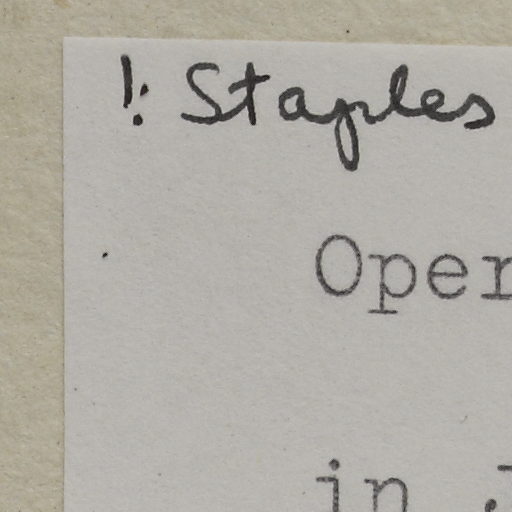 !: Staples
Oper
in